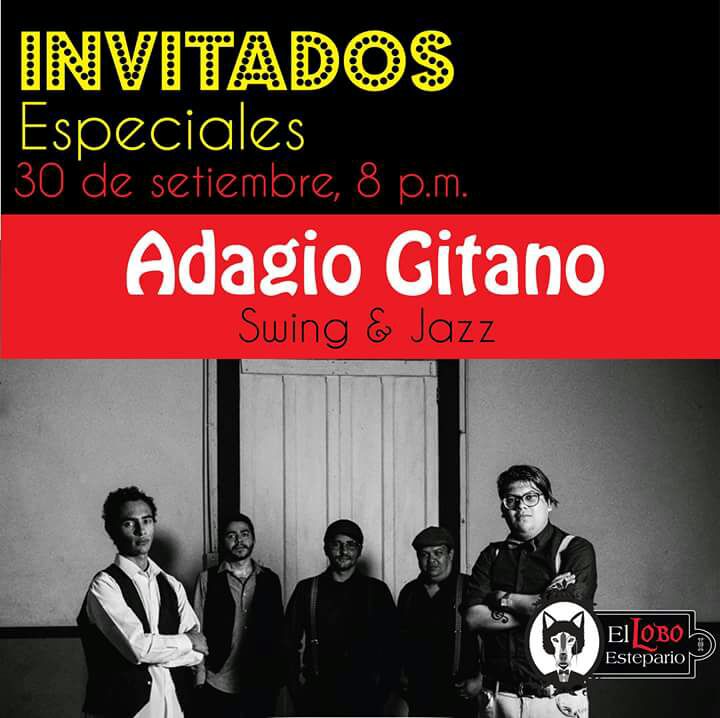 INVITADOS
Especiales
30 de setiembre, 8 p.m.
Adagio Gitano
Swing & Jazz
El LOBO
Estepario